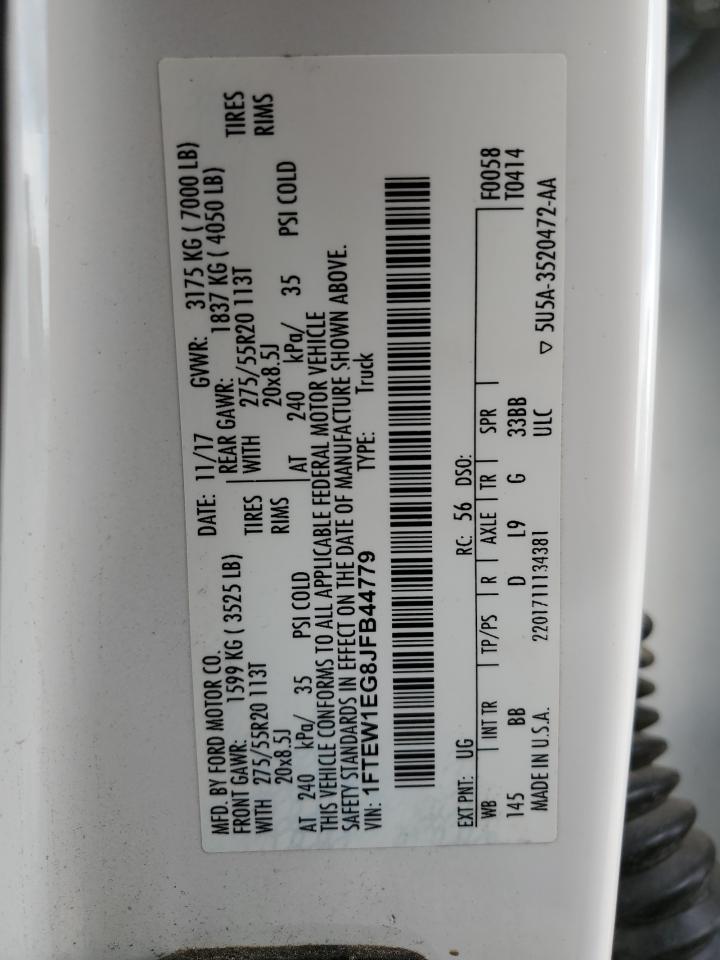 MFD. BY FORD MOTOR CO. DATE: 11/17 GVWR: 3175 KG ( 7000 LB)
FRONT GAWR: 1599 KG ( 3525 LB) REAR GAWR: 1837 KG ( 4050 LB)
WITH 275/55R20 113T TIRES WITH 275/55R20 113T TIRES
20x8.5J RIMS 20x8.5J RIMS
AT 240 kPa/ 35 PSI COLD AT 240 kPa/ 35 PSI COLD
THIS VEHICLE CONFORMS TO ALL APPLICABLE FEDERAL MOTOR VEHICLE
SAFETY STANDARDS IN EFFECT ON THE DATE OF MANUFACTURE SHOWN ABOVE.
VIN: 1FTEW1EG8JFB44779 TYPE: Truck
EXT PNT: UG RC: 56 DSO:
WB INT TR TP/PS R AXLE TR SPR F0058
145 BB D L9 G 33BB T0414
MADE IN U.S.A. 2201711134381 ULC
▽ 5U5A-3520472-AA